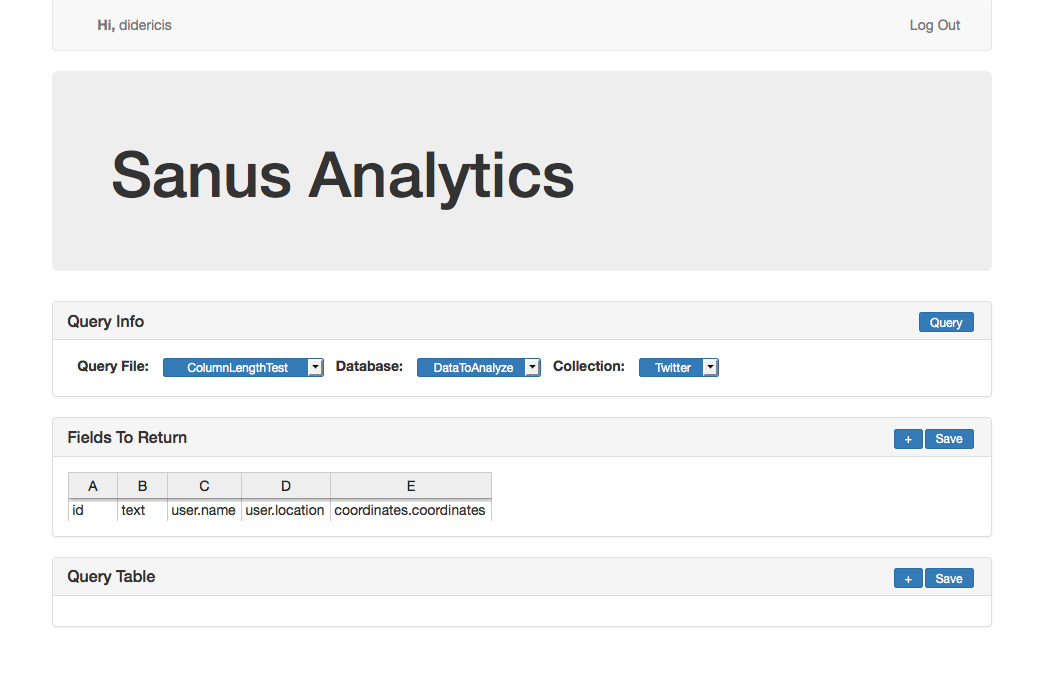 Hi, didericis Log Out
Sanus Analytics
Query Info Query
Query File: ColumnLengthTest Database: DataToAnalyze Collection: Twitter
Fields To Return + Save
A B C D E
id text user.name user.location coordinates.coordinates
Query Table + Save